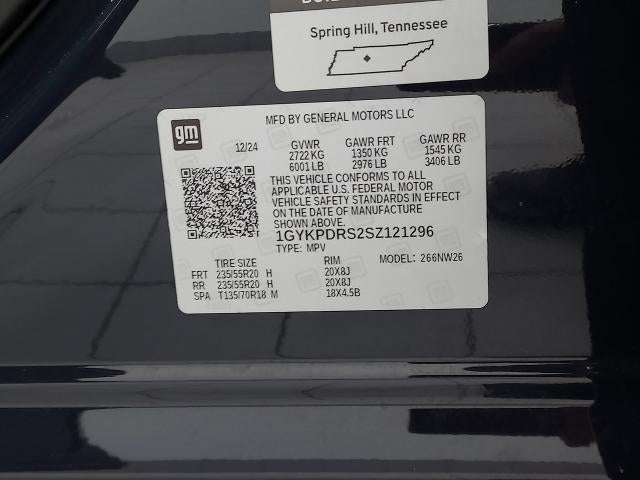 Spring Hill, Tennessee
MFD BY GENERAL MOTORS LLC
gm
12/24 GVWR GAWR FRT GAWR RR
2722 KG 1350 KG 1545 KG
6001 LB 2976 LB 3406 LB
THIS VEHICLE CONFORMS TO ALL
APPLICABLE U.S. FEDERAL MOTOR
VEHICLE SAFETY STANDARDS IN EFFECT
ON THE DATE OF MANUFACTURE
SHOWN ABOVE.
1GYKPDRS2SZ121296
TYPE: MPV
TIRE SIZE RIM MODEL: 266NW26
FRT 235/55R20 H 20X8J
RR 235/55R20 H 20X8J
SPA T135/70R18 M 18X4.5B